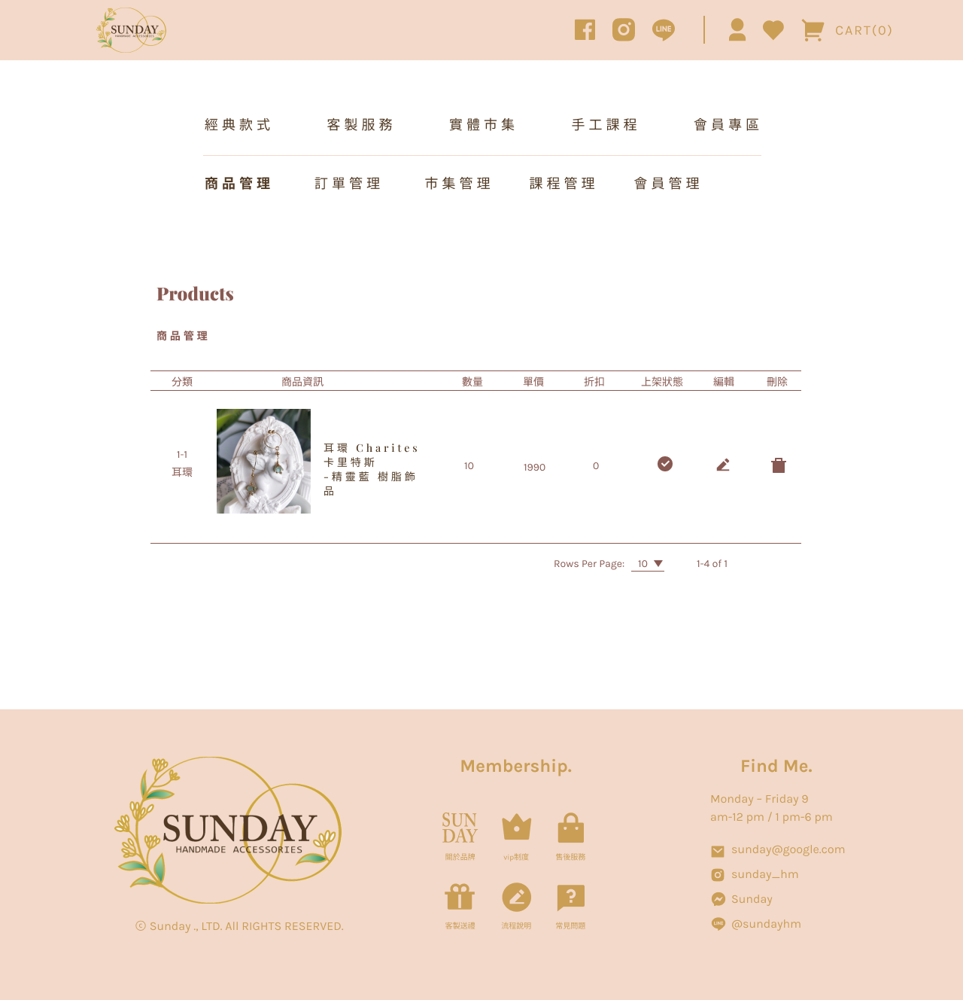 SUNDAY
HANDMADE ACCESSORIES
LINE
CART(0)
經典款式 客製服務 實體市集 手工課程 會員專區
商品管理 訂單管理 市集管理 課程管理 會員管理
Products
商品管理
分類 商品資訊 數量 單價 折扣 上架狀態 編輯 刪除
1-1
耳環
耳環 Charites
卡里特斯
–精靈藍 樹脂飾
品
10 1990 0
Rows Per Page: 10 1-4 of 1
SUNDAY
HANDMADE ACCESSORIES
ⓒ Sunday ., LTD. All RIGHTS RESERVED.
Membership.
SUN
DAY
關於品牌 vip制度 售後服務
客製送禮 流程說明 常見問題
Find Me.
Monday – Friday 9
am-12 pm / 1 pm-6 pm
sunday@google.com
sunday_hm
Sunday
LINE
@sundayhm